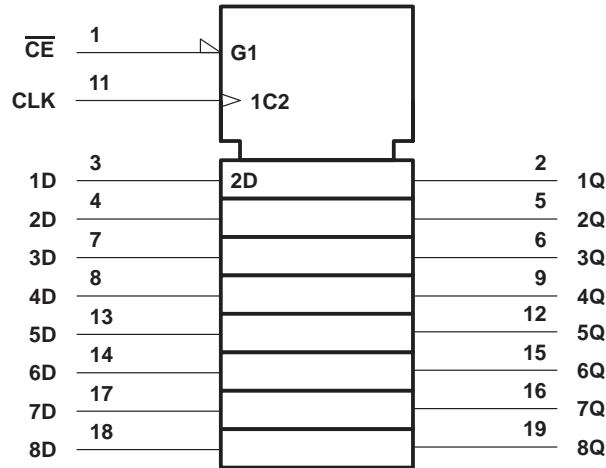 C̅E̅ 1 G1
CLK 11 1C2
1D 3 2D 2 1Q
2D 4 5 2Q
3D 7 6 3Q
4D 8 9 4Q
5D 13 12 5Q
6D 14 15 6Q
7D 17 16 7Q
8D 18 19 8Q